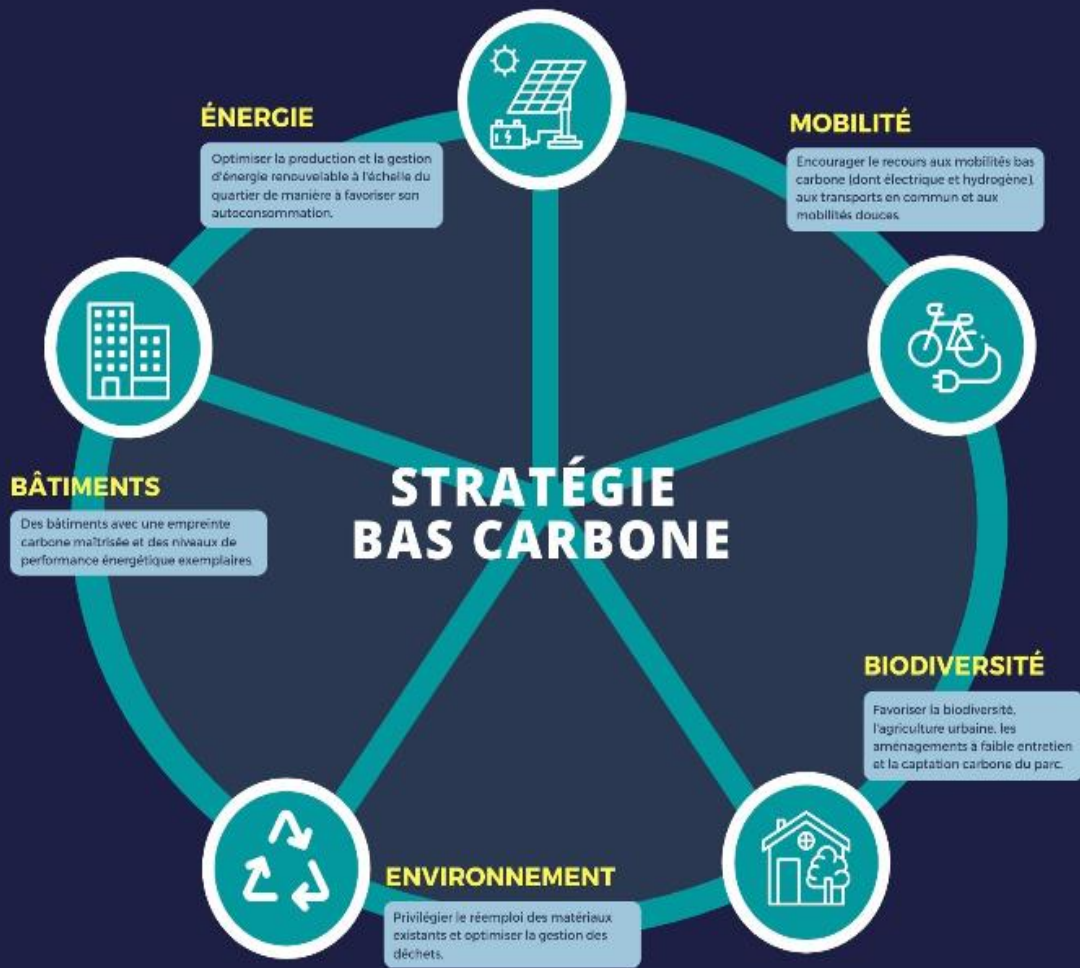 ÉNERGIE
Optimiser la production et la gestion
d'énergie renouvelable à l'échelle du
quartier de manière à favoriser son
autoconsommation.
MOBILITÉ
Encourager le recours aux mobilités bas
carbone (dont électrique et hydrogène),
aux transports en commun et aux
mobilités douces.
STRATÉGIE
BAS CARBONE
BÂTIMENTS
Des bâtiments avec une empreinte
carbone maîtrisée et des niveaux de
performance énergétique exemplaires.
BIODIVERSITÉ
Favoriser la biodiversité,
l'agriculture urbaine, les
aménagements à faible entretien
et la captation carbone du parc.
ENVIRONNEMENT
Privilégier le réemploi des matériaux
existants et optimiser la gestion des
déchets.